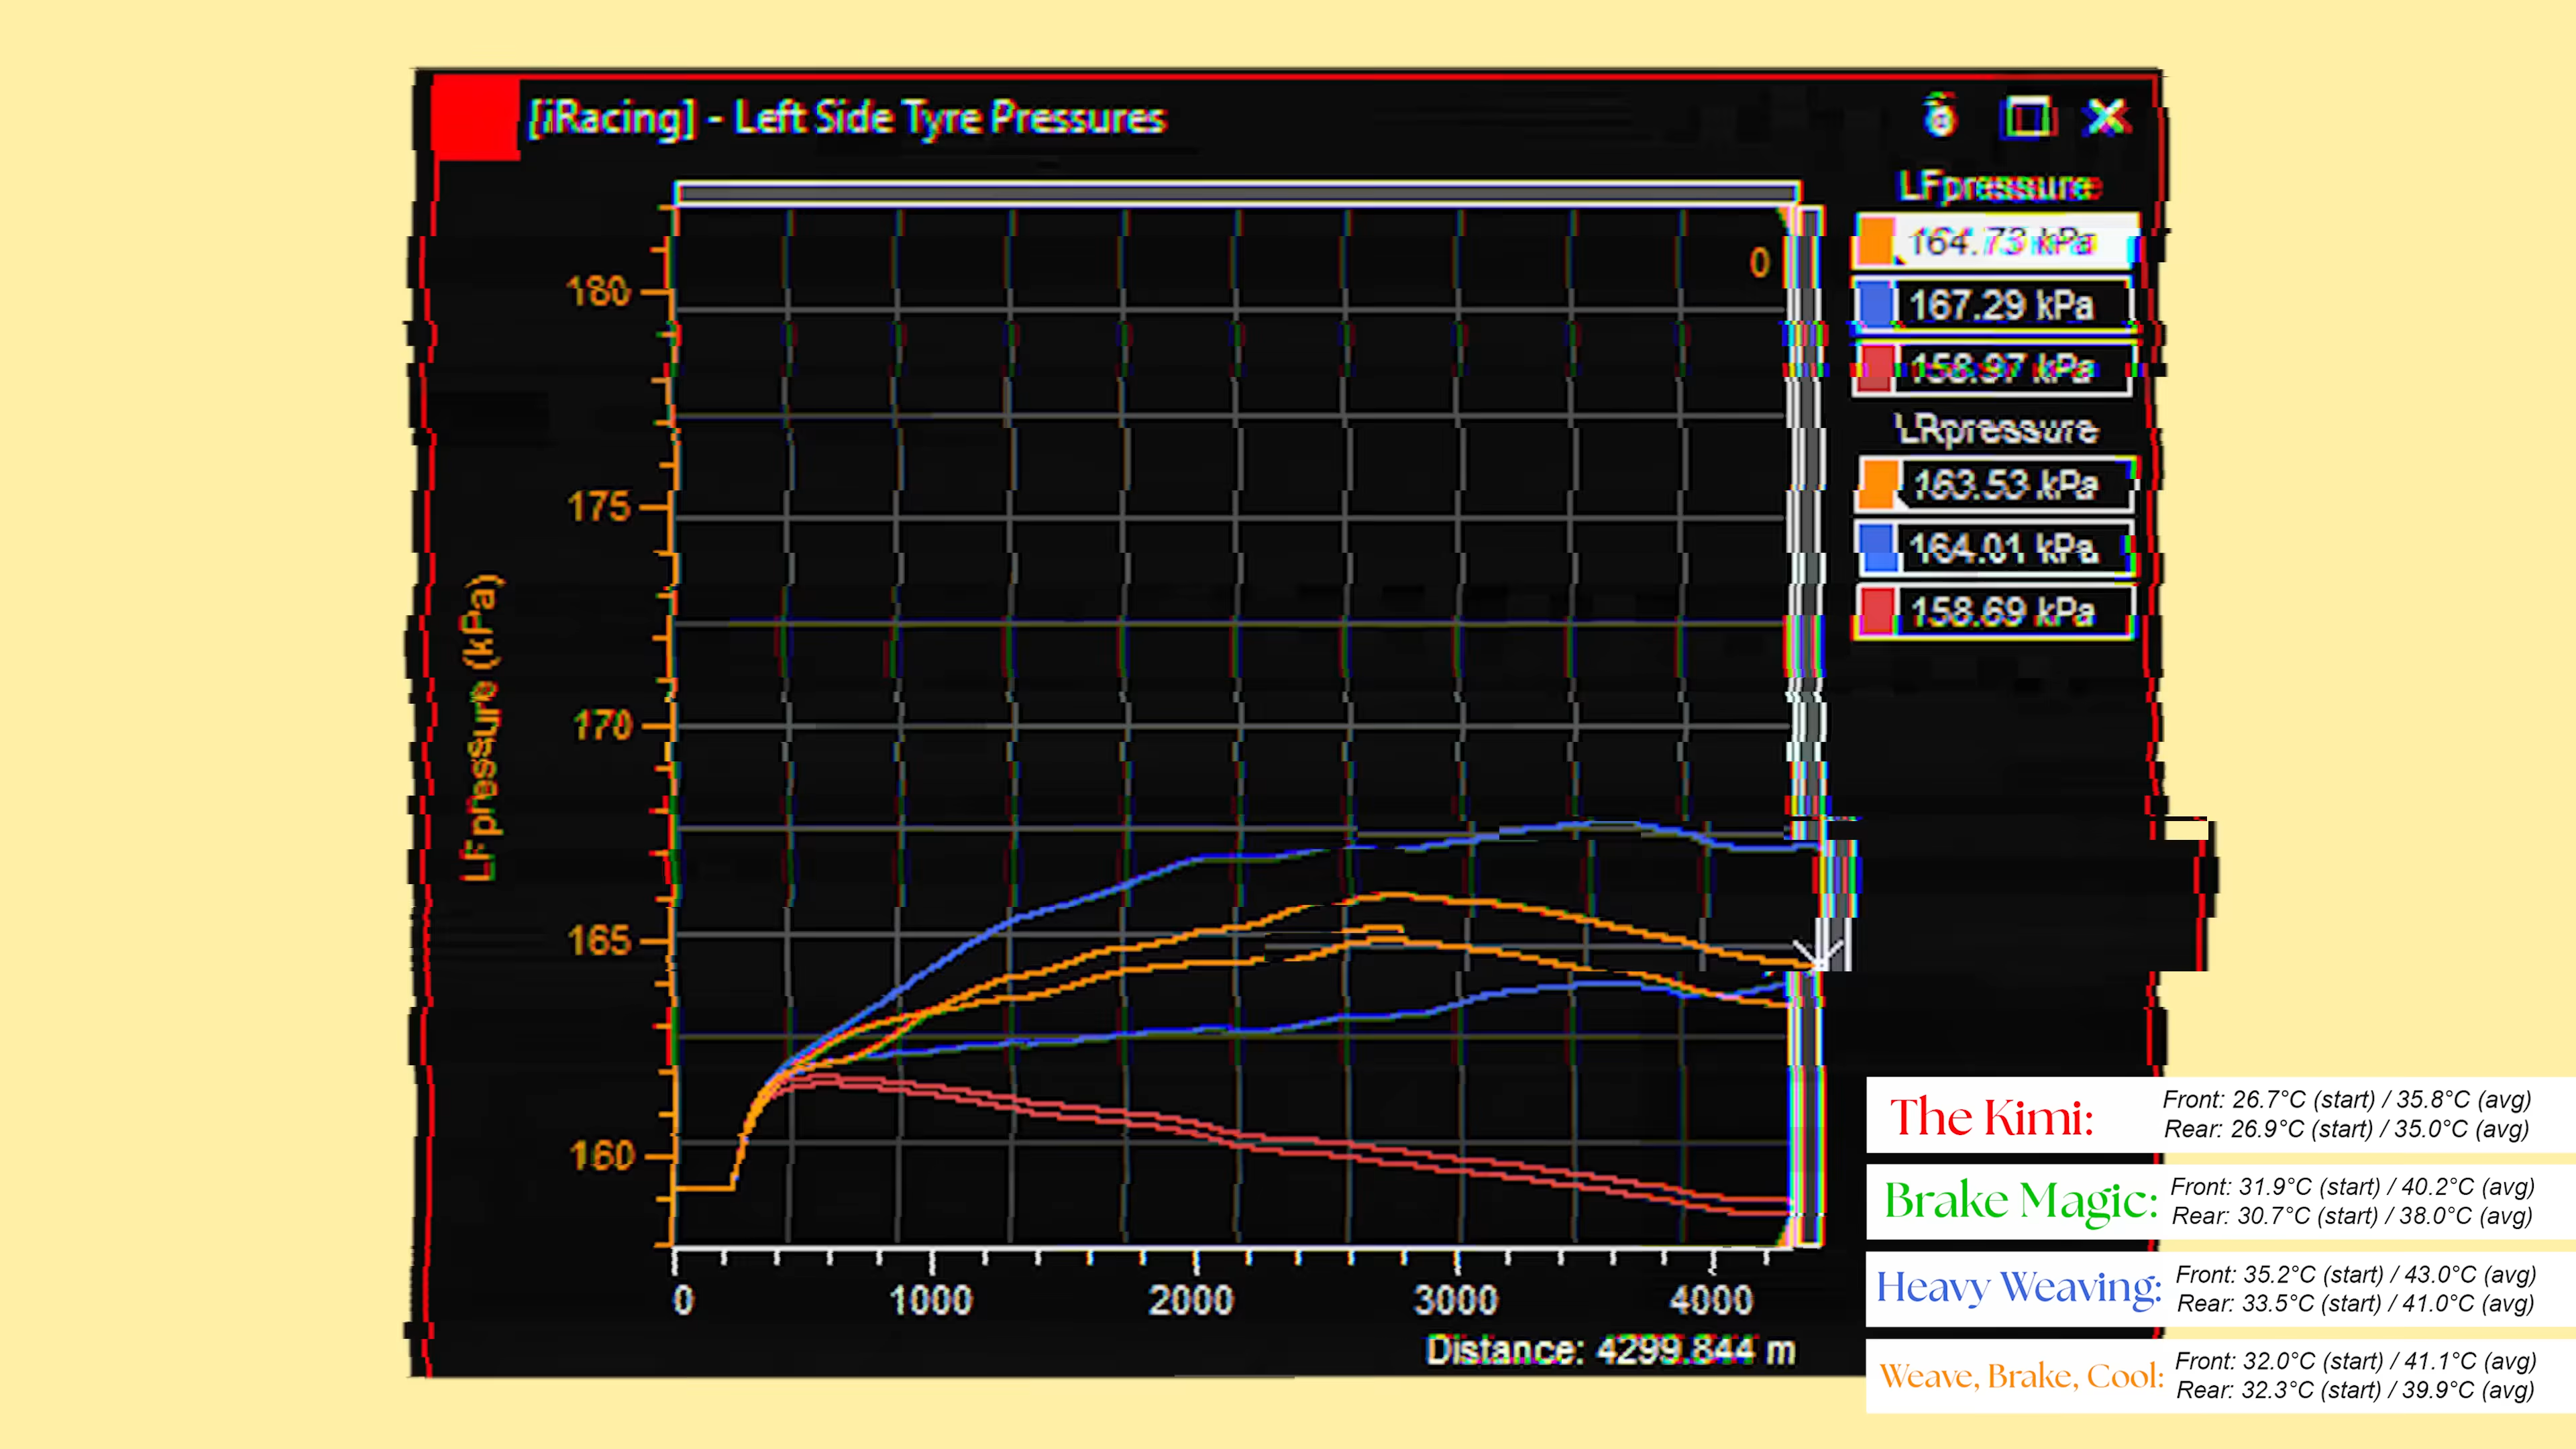 [iRacing] - Left Side Tyre Pressures
LFpressure
164.73 kPa
167.29 kPa
158.97 kPa
LRpressure
163.53 kPa
164.01 kPa
158.69 kPa
0
180
175
170
165
160
LFpressure (kPa)
0 1000 2000 3000 4000
Distance: 4299.844 m
The Kimi:
Front: 26.7°C (start) / 35.8°C (avg)
Rear: 26.9°C (start) / 35.0°C (avg)
Brake Magic:
Front: 31.9°C (start) / 40.2°C (avg)
Rear: 30.7°C (start) / 38.0°C (avg)
Heavy Weaving:
Front: 35.2°C (start) / 43.0°C (avg)
Rear: 33.5°C (start) / 41.0°C (avg)
Weave, Brake, Cool:
Front: 32.0°C (start) / 41.1°C (avg)
Rear: 32.3°C (start) / 39.9°C (avg)